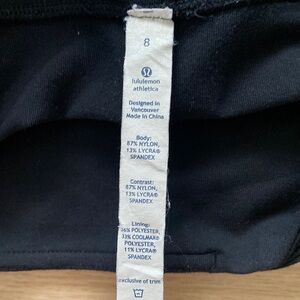 8
lululemon
athletica
Designed in
Vancouver
Made in China
Body:
87% NYLON,
13% LYCRA®
SPANDEX
Contrast:
87% NYLON,
13% LYCRA®
SPANDEX
Lining:
56% POLYESTER,
33% COOLMAX®
POLYESTER,
11% LYCRA®
SPANDEX
exclusive of trim